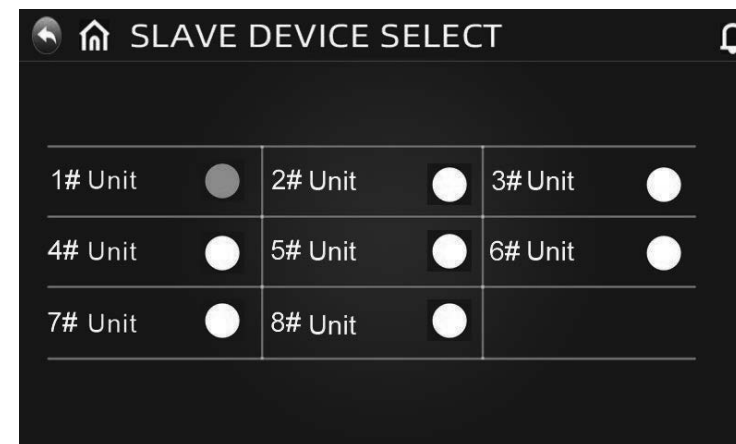 SLAVE DEVICE SELECT
1# Unit 2# Unit 3# Unit
4# Unit 5# Unit 6# Unit
7# Unit 8# Unit